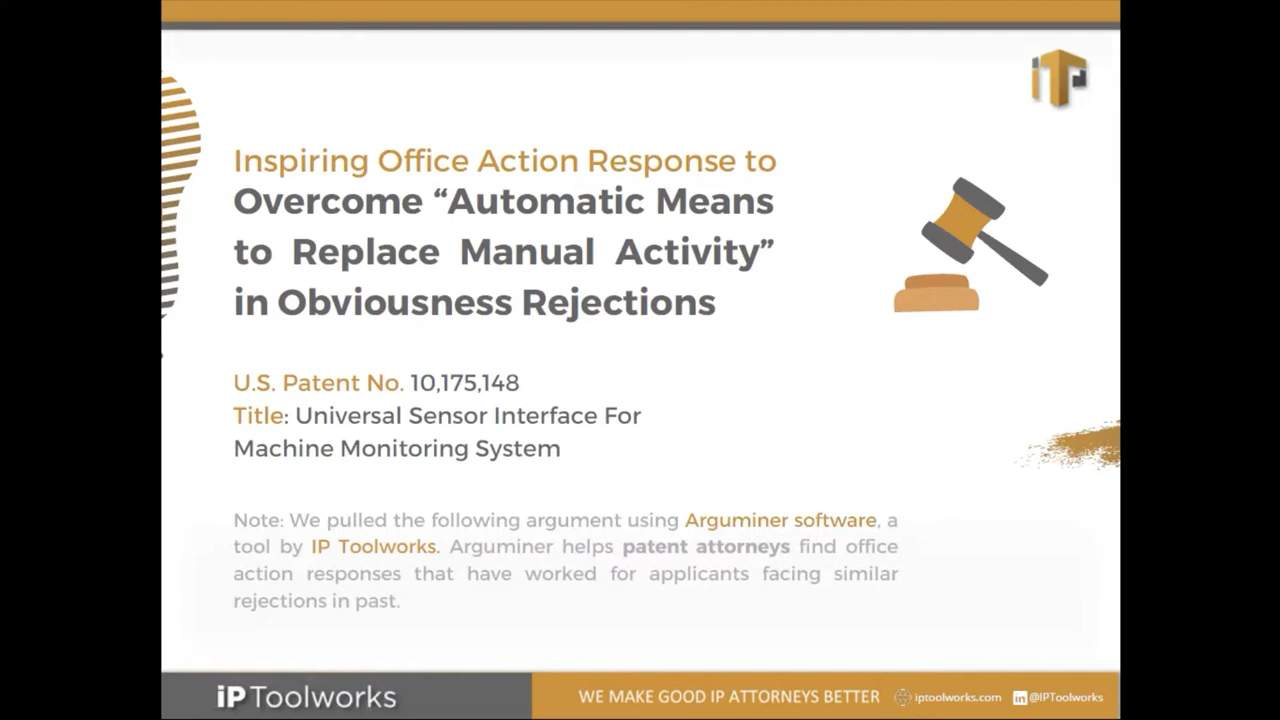 iTP
Inspiring Office Action Response to
Overcome “Automatic Means
to Replace Manual Activity”
in Obviousness Rejections
U.S. Patent No. 10,175,148
Title: Universal Sensor Interface For
Machine Monitoring System
Note: We pulled the following argument using Arguminer software, a
tool by IP Toolworks. Arguminer helps patent attorneys find office
action responses that have worked for applicants facing similar
rejections in past.
iPToolworks
WE MAKE GOOD IP ATTORNEYS BETTER
iptoolworks.com
in @IPToolworks